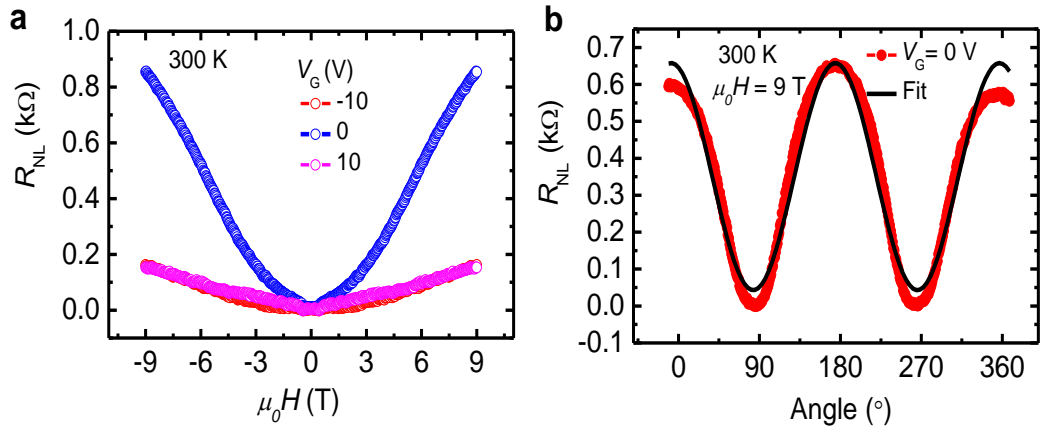 a
300 K
V_G (V)
-10
0
10
1.0
0.8
0.6
0.4
0.2
0.0
R_NL (kΩ)
-9 -6 -3 0 3 6 9
μ₀H (T)
b
300 K
μ₀H = 9 T
V_G= 0 V
Fit
0.7
0.6
0.5
0.4
0.3
0.2
0.1
0.0
-0.1
R_NL (kΩ)
0 90 180 270 360
Angle (°)